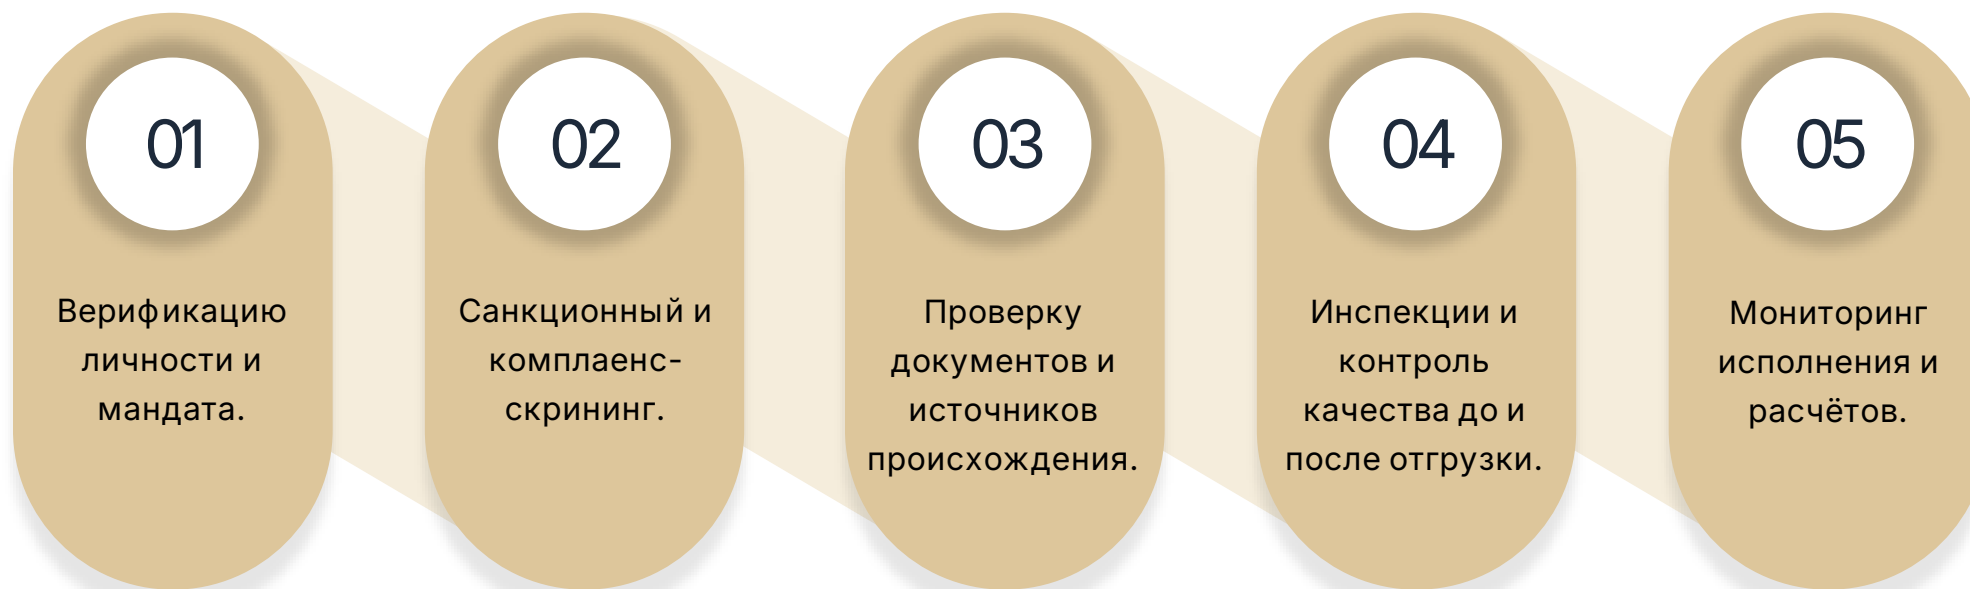 01
Верификацию
личности и
мандата.
02
Санкционный и
комплаенс-
скрининг.
03
Проверку
документов и
источников
происхождения.
04
Инспекции и
контроль
качества до и
после отгрузки.
05
Мониторинг
исполнения и
расчётов.